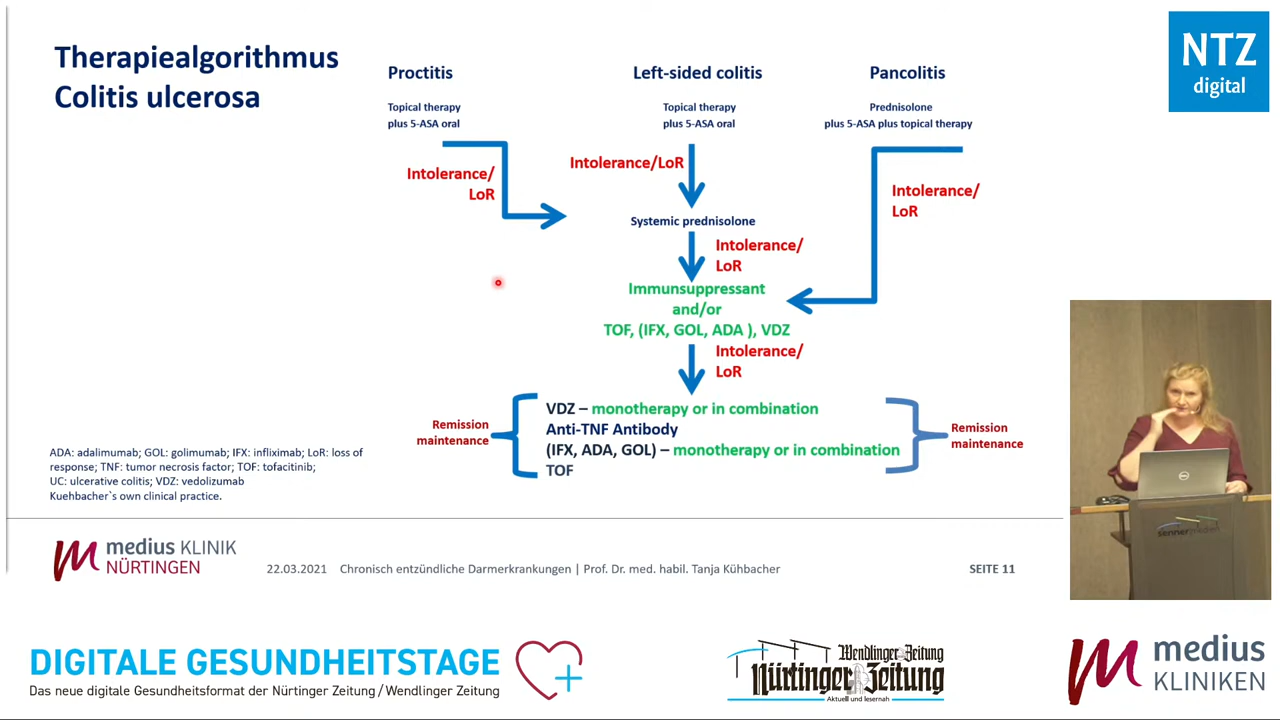 Therapiealgorithmus
Colitis ulcerosa
Proctitis
Topical therapy
plus 5-ASA oral
Left-sided colitis
Topical therapy
plus 5-ASA oral
Pancolitis
Prednisolone
plus 5-ASA plus topical therapy
Intolerance/
LoR
Intolerance/LoR
Intolerance/
LoR
Systemic prednisolone
Intolerance/
LoR
Immunsuppressant
and/or
TOF, (IFX, GOL, ADA ), VDZ
Intolerance/
LoR
Remission
maintenance
VDZ – monotherapy or in combination
Anti-TNF Antibody
(IFX, ADA, GOL) – monotherapy or in combination
TOF
Remission
maintenance
ADA: adalimumab; GOL: golimumab; IFX: infliximab; LoR: loss of
response; TNF: tumor necrosis factor; TOF: tofacitinib;
UC: ulcerative colitis; VDZ: vedolizumab
Kuehbacher`s own clinical practice.
medius KLINIK
NÜRTINGEN
22.03.2021 Chronisch entzündliche Darmerkrankungen | Prof. Dr. med. habil. Tanja Kühbacher
SEITE 11
NTZ
digital
DELL
DIGITALE GESUNDHEITSTAGE
Das neue digitale Gesundheitsformat der Nürtinger Zeitung / Wendlinger Zeitung
Wendlinger Zeitung
Nürtinger Zeitung
Aktuell und lesernah
medius
KLINIKEN